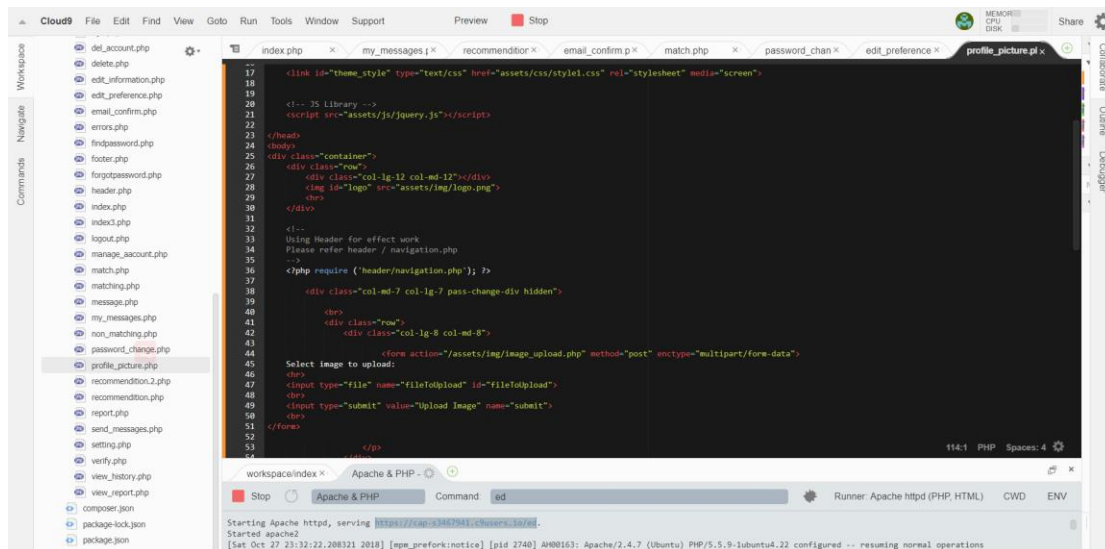 Cloud9 File Edit Find View Goto Run Tools Window Support Preview Stop
MEMORY
CPU
DISK
Share
Workspace
Navigate
Commands
del_account.php
delete.php
edit_information.php
edit_preference.php
email_confirm.php
errors.php
findpassword.php
footer.php
forgotpassword.php
header.php
index.php
index3.php
logout.php
manage_aacount.php
match.php
matching.php
message.php
my_messages.php
non_matching.php
password_change.php
profile_picture.php
recommendition.2.php
recommendition.php
report.php
send_messages.php
setting.php
verify.php
view_history.php
view_report.php
composer.json
package-lock.json
package.json
index.php × my_messages.p × recommendition × email_confirm.p × match.php × password_chan × edit_preference × profile_picture.pl ×
17 <link id="theme_style" type="text/css" href="assets/css/style1.css" rel="stylesheet" media="screen">
18
19
20 <!-- JS Library -->
21 <script src="assets/js/jquery.js"></script>
22
23 </head>
24 <body>
25 <div class="container">
26 <div class="row">
27 <div class="col-lg-12 col-md-12"></div>
28 <img id="logo" src="assets/img/logo.png">
29 <hr>
30 </div>
31
32 <!--
33 Using Header for effect work
34 Please refer header / navigation.php
35 -->
36 <?php require ('header/navigation.php'); ?>
37
38 <div class="col-md-7 col-lg-7 pass-change-div hidden">
39
40 <br>
41 <div class="row">
42 <div class="col-lg-8 col-md-8">
43
44 <form action="/assets/img/image_upload.php" method="post" enctype="multipart/form-data">
45 Select image to upload:
46 <hr>
47 <input type="file" name="fileToUpload" id="fileToUpload">
48 <br>
49 <input type="submit" value="Upload Image" name="submit">
50 <br>
51 </form>
52
53 </p>
54 </div>
114:1 PHP Spaces: 4
Collaborate
Outline
Debugger
workspace/index × Apache & PHP -
Stop Apache & PHP Command: ed Runner: Apache httpd (PHP, HTML) CWD ENV
Starting Apache httpd, serving https://cap-s3467941.c9users.io/ed.
Started apache2
[Sat Oct 27 23:32:22.208321 2018] [mpm_prefork:notice] [pid 2740] AH00163: Apache/2.4.7 (Ubuntu) PHP/5.5.9-1ubuntu4.22 configured -- resuming normal operations